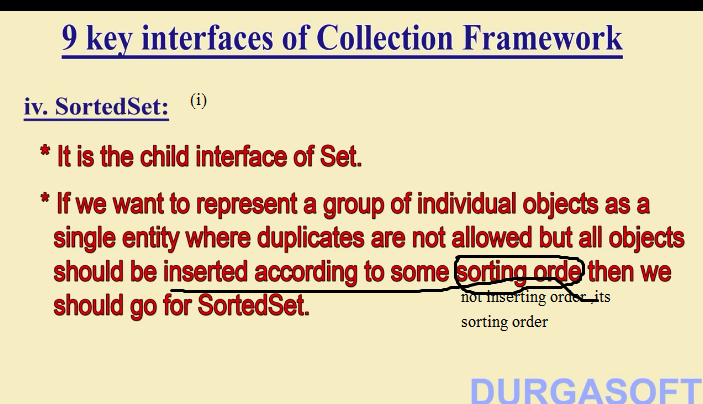 9 key interfaces of Collection Framework
iv. SortedSet: (i)
* It is the child interface of Set.
* If we want to represent a group of individual objects as a
single entity where duplicates are not allowed but all objects
should be inserted according to some sorting orde then we
should go for SortedSet.
not inserting order ,its
sorting order
DURGASOFT